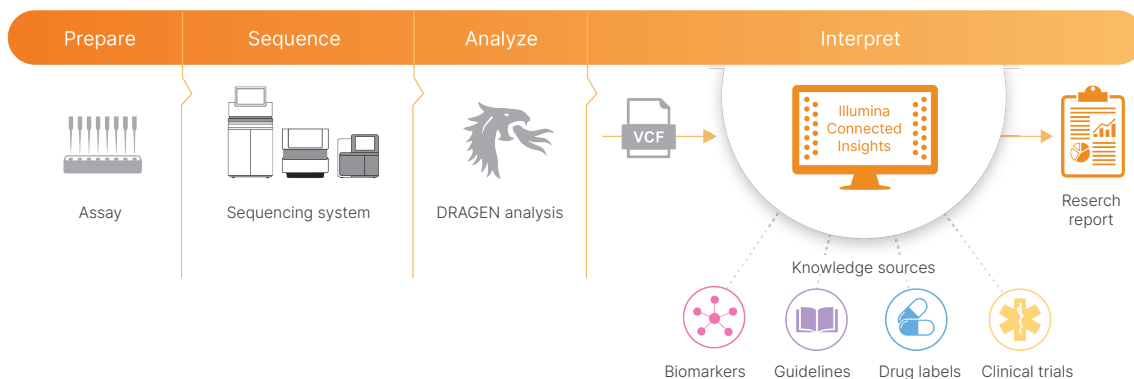 Prepare
Sequence
Analyze
Interpret
VCF
Illumina
Connected
Insights
Assay
Sequencing system
DRAGEN analysis
Reserch
report
Knowledge sources
Biomarkers
Guidelines
Drug labels
Clinical trials